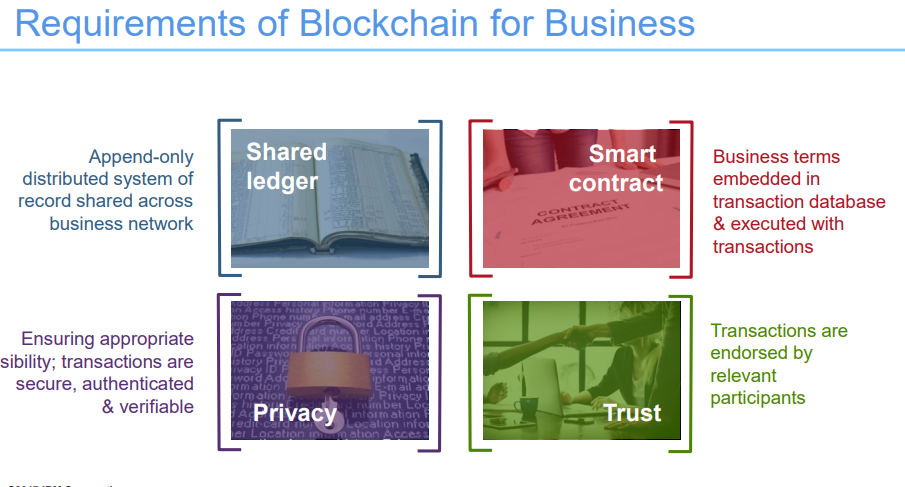 Requirements of Blockchain for Business
Append-only
distributed system of
record shared across
business network
Shared
ledger
Smart
contract
CONTRACT
AGREEMENT
Business terms
embedded in
transaction database
& executed with
transactions
Ensuring appropriate
sibility; transactions are
secure, authenticated
& verifiable
Privacy
Trust
Transactions are
endorsed by
relevant
participants